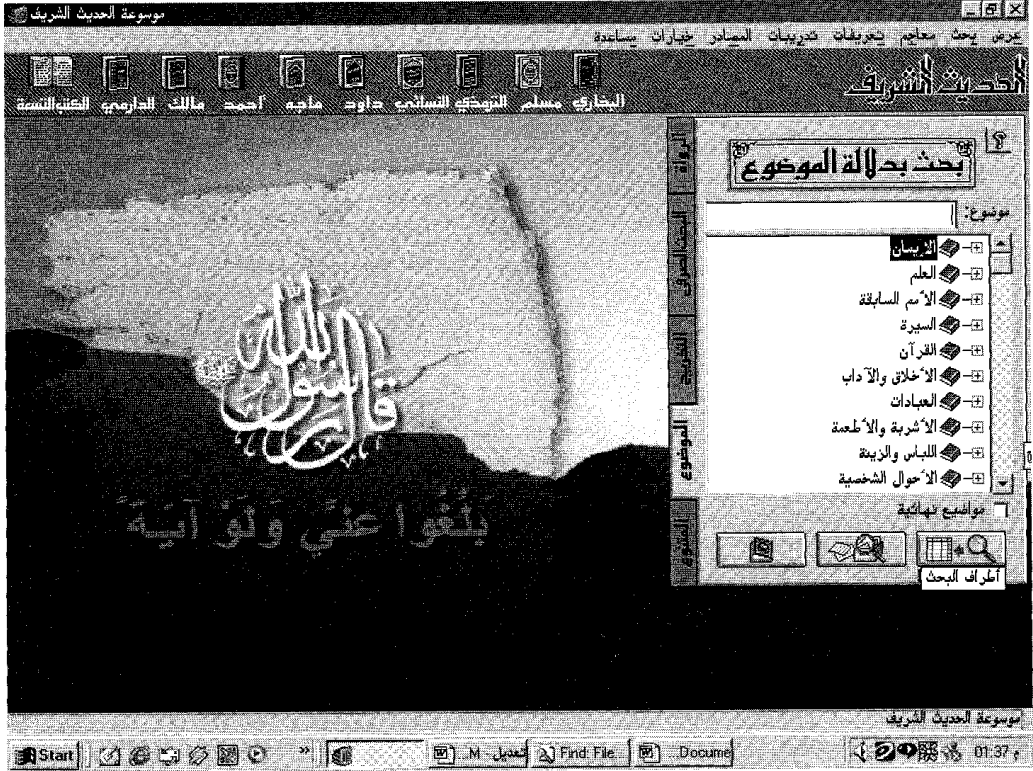 موسوعة الحديث الشريف
عرض بحث معاجم تعريفات تدريبات المصادر خيارات مساعدة
الحديث الشريف
البخاري مسلم الترمذي النسائي داود ماجه أحمد مالك الدارمي الكتب التسعة
بحث بدلالة الموضوع
موضوع:
الإيمان
العلم
الأمم السابقة
السيرة
القرآن
الأخلاق والآداب
العبادات
الأشربة والأطعمة
اللباس والزينة
الأحوال الشخصية
مواضيع نهائية
أطراف البحث
الرواة
التخريج
الموضوع
قال رسول الله
بلغوا عني ولو آية
موسوعة الحديث الشريف
Start
تعديل - M...
Find: File...
Docume...
01:37 م